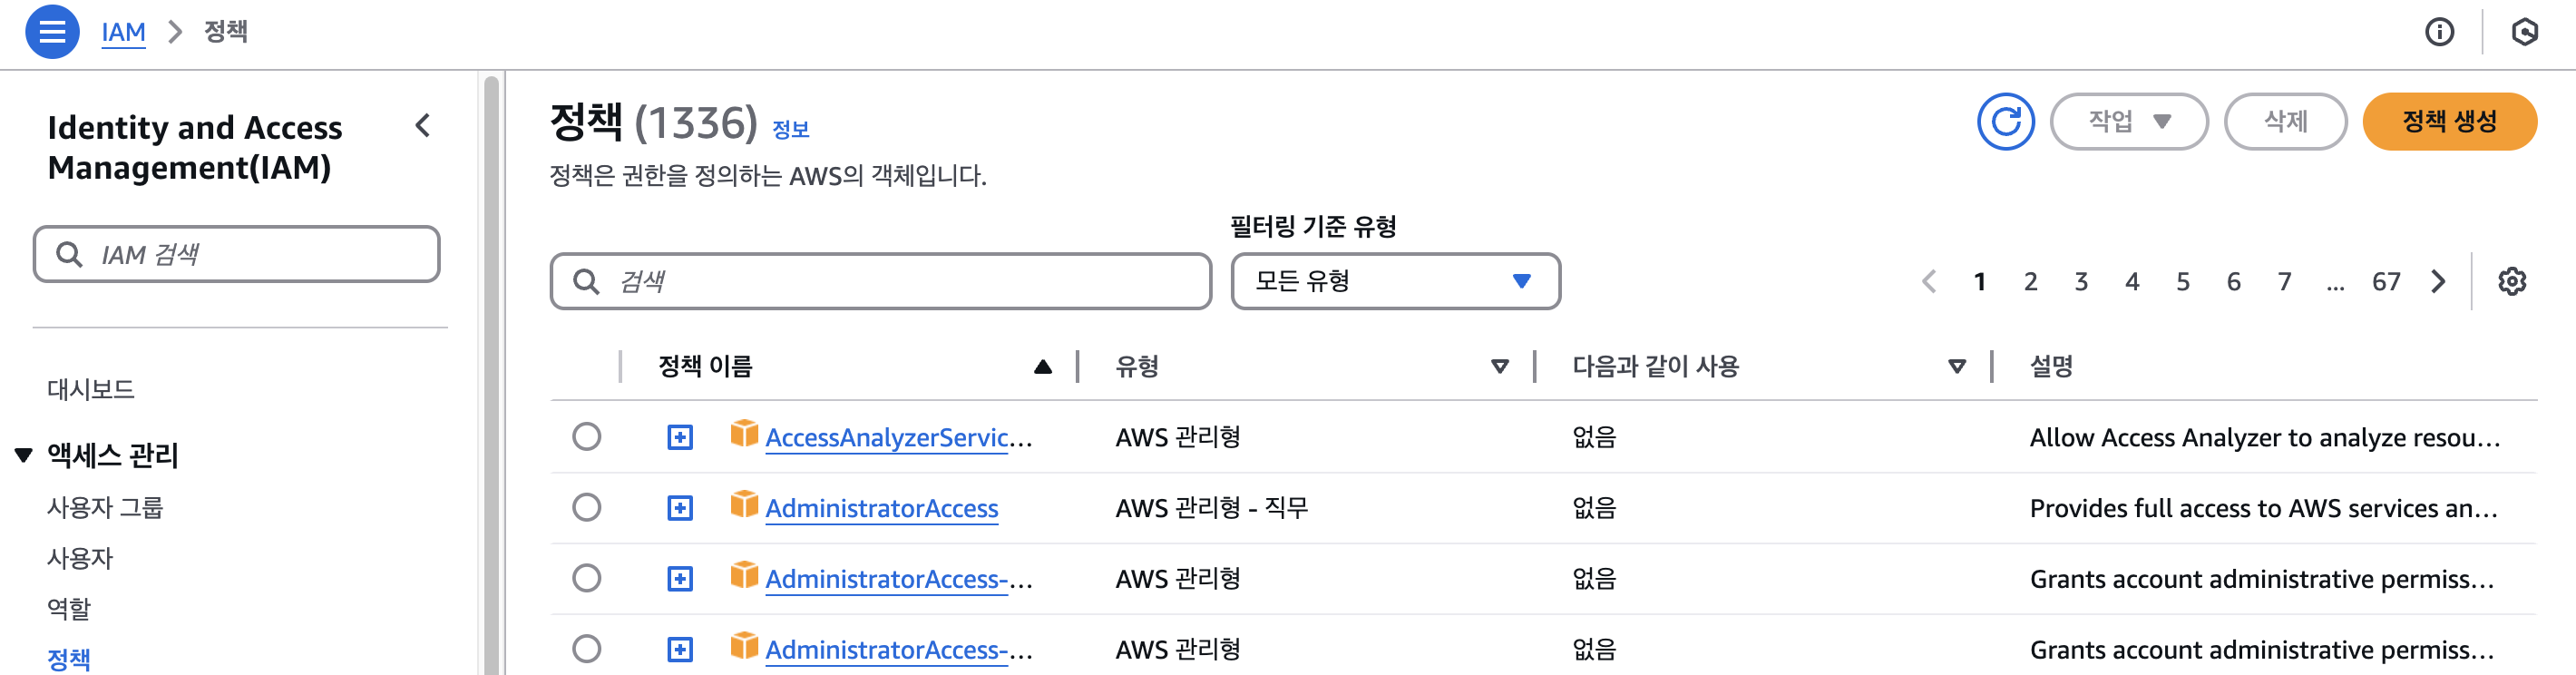 IAM > 정책
Identity and Access
Management(IAM)
IAM 검색
대시보드
액세스 관리
사용자 그룹
사용자
역할
정책
정책 (1336) 정보
정책은 권한을 정의하는 AWS의 객체입니다.
작업
삭제
정책 생성
필터링 기준 유형
검색
모든 유형
1 2 3 4 5 6 7 ... 67
정책 이름 유형 다음과 같이 사용 설명
AccessAnalyzerServic... AWS 관리형 없음 Allow Access Analyzer to analyze resou...
AdministratorAccess AWS 관리형 - 직무 없음 Provides full access to AWS services an...
AdministratorAccess-... AWS 관리형 없음 Grants account administrative permiss...
AdministratorAccess-... AWS 관리형 없음 Grants account administrative permiss...